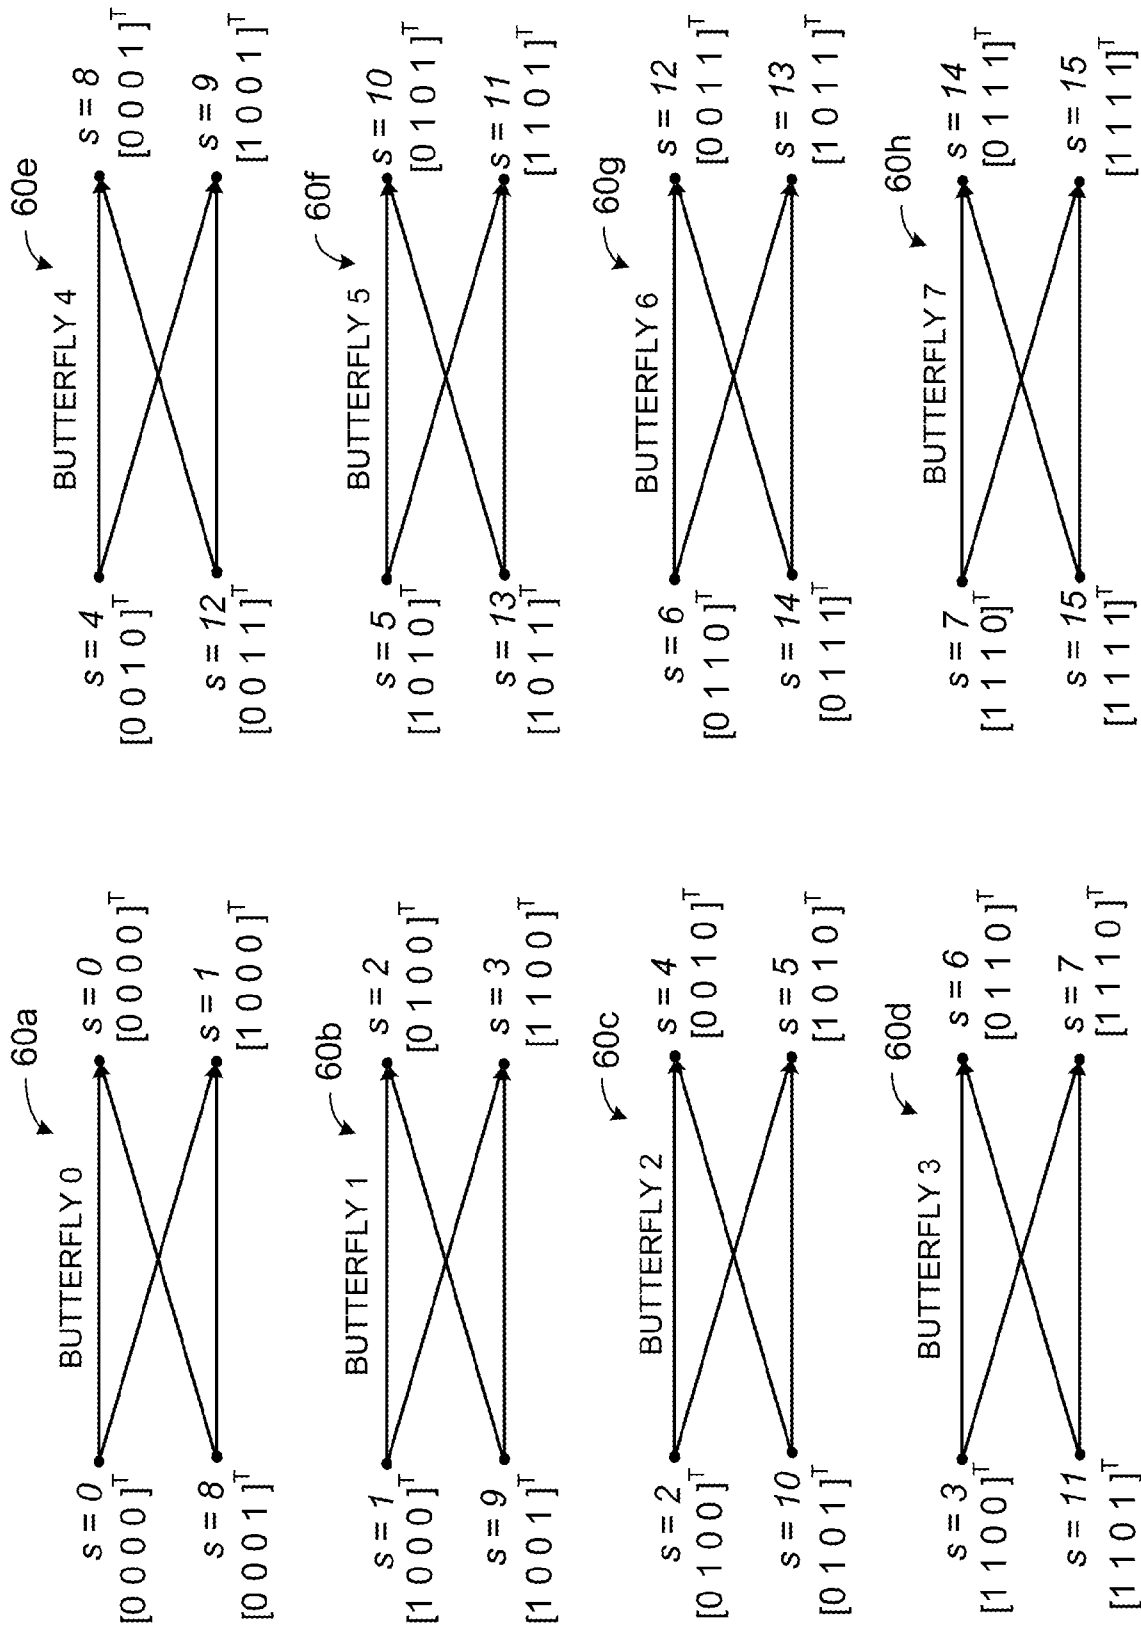 60a
BUTTERFLY 0
s = 0
[0 0 0 0]T
s = 8
[0 0 0 1]T
s = 0
[0 0 0 0]T
s = 1
[1 0 0 0]T
60b
BUTTERFLY 1
s = 1
[1 0 0 0]T
s = 9
[1 0 0 1]T
s = 2
[0 1 0 0]T
s = 3
[1 1 0 0]T
60c
BUTTERFLY 2
s = 2
[0 1 0 0]T
s = 10
[0 1 0 1]T
s = 4
[0 0 1 0]T
s = 5
[1 0 1 0]T
60d
BUTTERFLY 3
s = 3
[1 1 0 0]T
s = 11
[1 1 0 1]T
s = 6
[0 1 1 0]T
s = 7
[1 1 1 0]T
60e
BUTTERFLY 4
s = 4
[0 0 1 0]T
s = 12
[0 0 1 1]T
s = 8
[0 0 0 1]T
s = 9
[1 0 0 1]T
60f
BUTTERFLY 5
s = 5
[1 0 1 0]T
s = 13
[1 0 1 1]T
s = 10
[0 1 0 1]T
s = 11
[1 1 0 1]T
60g
BUTTERFLY 6
s = 6
[0 1 1 0]T
s = 14
[0 1 1 1]T
s = 12
[0 0 1 1]T
s = 13
[1 0 1 1]T
60h
BUTTERFLY 7
s = 7
[1 1 1 0]T
s = 15
[1 1 1 1]T
s = 14
[0 1 1 1]T
s = 15
[1 1 1 1]T